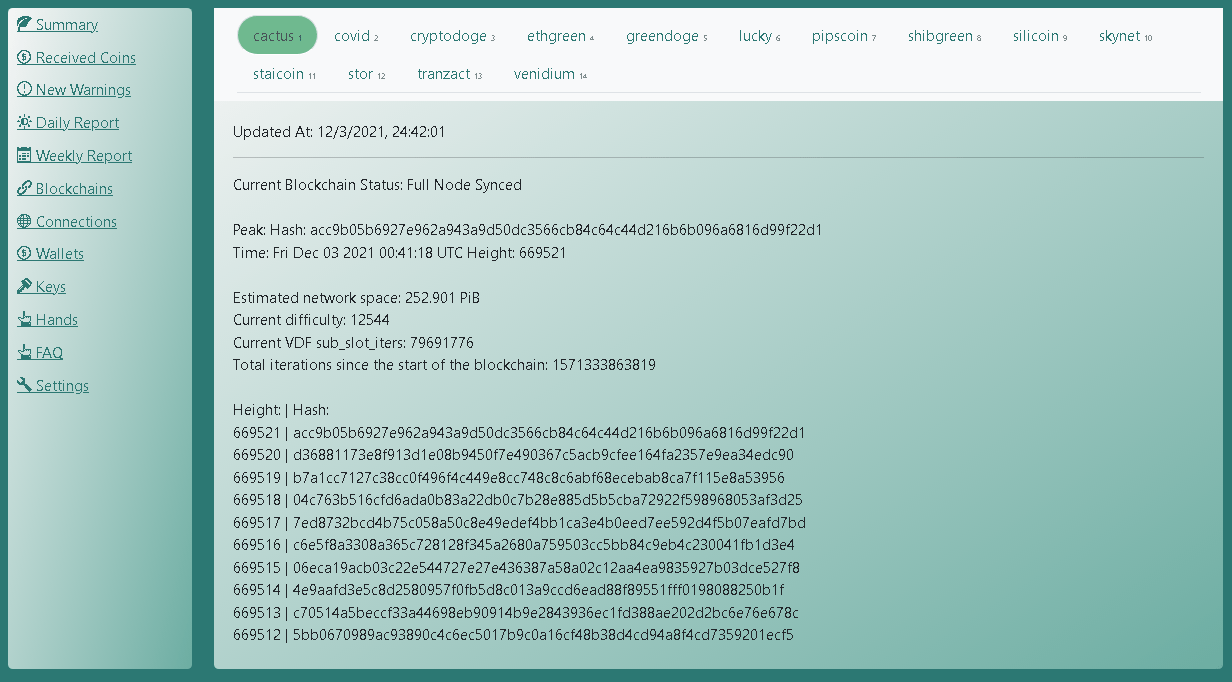 Summary
Received Coins
New Warnings
Daily Report
Weekly Report
Blockchains
Connections
Wallets
Keys
Hands
FAQ
Settings
cactus 1 covid 2 cryptodoge 3 ethgreen 4 greendoge 5 lucky 6 pipscoin 7 shibgreen 8 silicoin 9 skynet 10
staicoin 11 stor 12 tranzact 13 venidium 14
Updated At: 12/3/2021, 24:42:01
Current Blockchain Status: Full Node Synced
Peak: Hash: acc9b05b6927e962a943a9d50dc3566cb84c64c44d216b6b096a6816d99f22d1
Time: Fri Dec 03 2021 00:41:18 UTC Height: 669521
Estimated network space: 252.901 PiB
Current difficulty: 12544
Current VDF sub_slot_iters: 79691776
Total iterations since the start of the blockchain: 1571333863819
Height: | Hash:
669521 | acc9b05b6927e962a943a9d50dc3566cb84c64c44d216b6b096a6816d99f22d1
669520 | d36881173e8f913d1e08b9450f7e490367c5acb9cfee164fa2357e9ea34edc90
669519 | b7a1cc7127c38cc0f496f4c449e8cc748c8c6abf68ecebab8ca7f115e8a53956
669518 | 04c763b516cfd6ada0b83a22db0c7b28e885d5b5cba72922f598968053af3d25
669517 | 7ed8732bcd4b75c058a50c8e49edef4bb1ca3e4b0eed7ee592d4f5b07eafd7bd
669516 | c6e5f8a3308a365c728128f345a2680a759503cc5bb84c9eb4c230041fb1d3e4
669515 | 06eca19acb03c22e544727e27e436387a58a02c12aa4ea9835927b03dce527f8
669514 | 4e9aafd3e5c8d2580957f0fb5d8c013a9ccd6ead88f89551fff0198088250b1f
669513 | c70514a5beccf33a44698eb90914b9e2843936ec1fd388ae202d2bc6e76e678c
669512 | 5bb0670989ac93890c4c6ec5017b9c0a16cf48b38d4cd94a8f4cd7359201ecf5